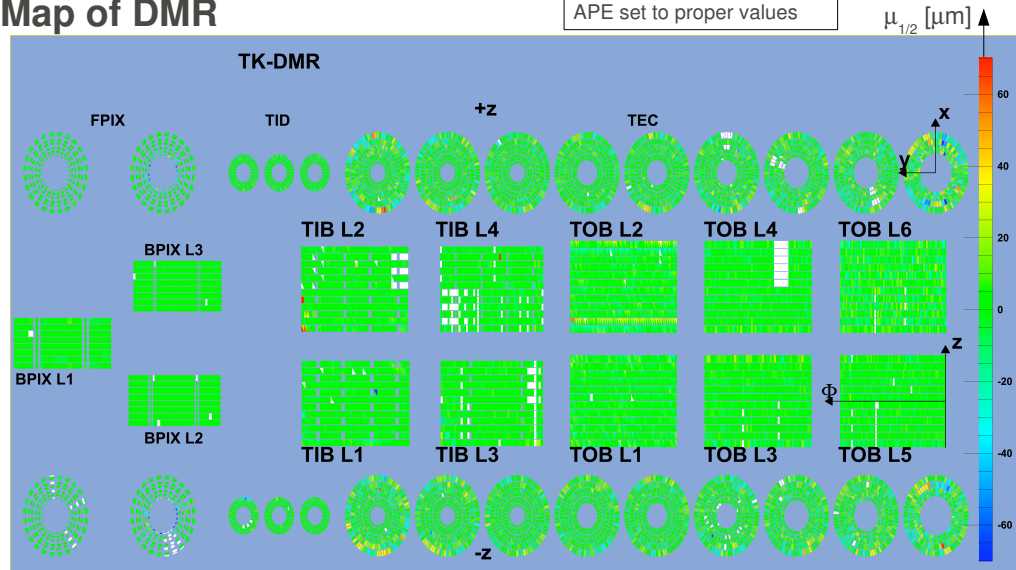 Map of DMR
APE set to proper values
μ1/2 [μm]
TK-DMR
+z
FPIX
TID
TEC
x
y
60
40
20
0
-20
-40
-60
TIB L2
TIB L4
TOB L2
TOB L4
TOB L6
BPIX L3
BPIX L1
BPIX L2
z
Φ
TIB L1
TIB L3
TOB L1
TOB L3
TOB L5
-z